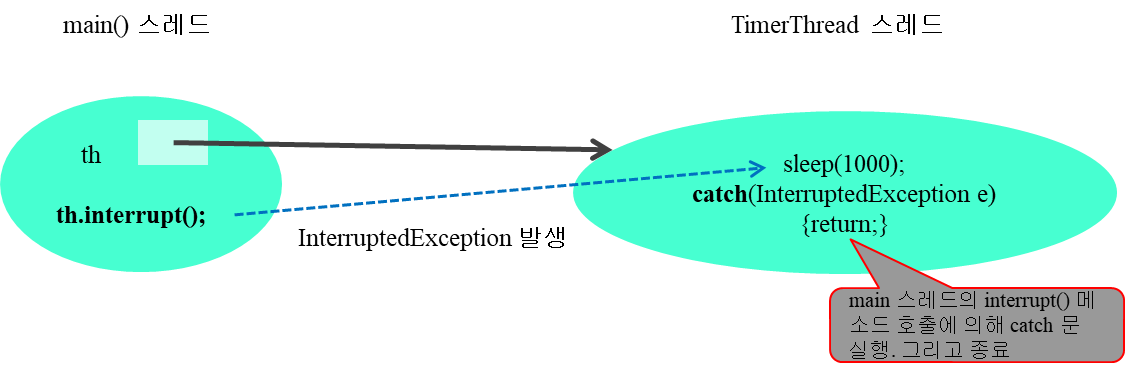 main() 스레드
TimerThread 스레드
th
th.interrupt();
InterruptedException 발생
sleep(1000);
catch(InterruptedException e)
{return;}
main 스레드의 interrupt() 메
소드 호출에 의해 catch 문
실행. 그리고 종료